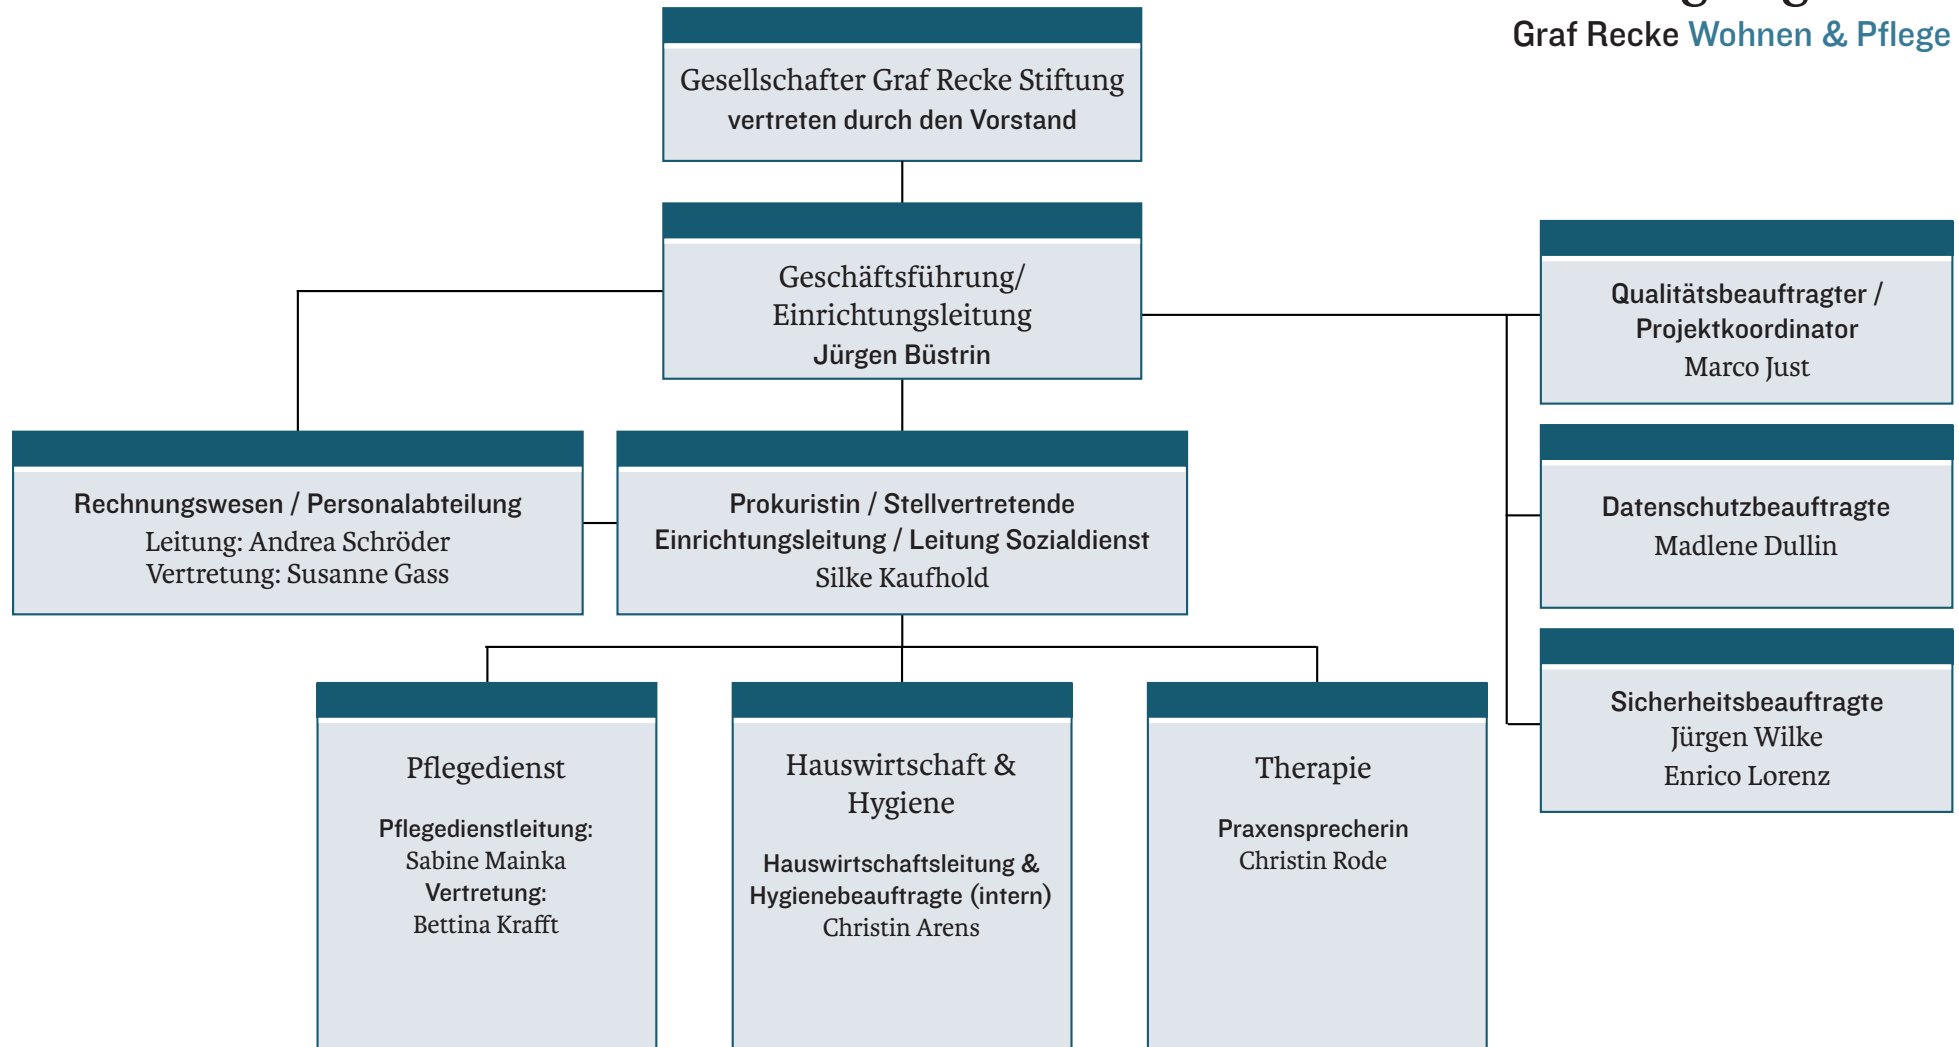 Graf Recke Wohnen & Pflege
Gesellschafter Graf Recke Stiftung
vertreten durch den Vorstand
Geschäftsführung/
Einrichtungsleitung
Jürgen Büstrin
Qualitätsbeauftragter /
Projektkoordinator
Marco Just
Rechnungswesen / Personalabteilung
Leitung: Andrea Schröder
Vertretung: Susanne Gass
Prokuristin / Stellvertretende
Einrichtungsleitung / Leitung Sozialdienst
Silke Kaufhold
Datenschutzbeauftragte
Madlene Dullin
Sicherheitsbeauftragte
Jürgen Wilke
Enrico Lorenz
Pflegedienst
Pflegedienstleitung:
Sabine Mainka
Vertretung:
Bettina Krafft
Hauswirtschaft &
Hygiene
Hauswirtschaftsleitung &
Hygienebeauftragte (intern)
Christin Arens
Therapie
Praxensprecherin
Christin Rode